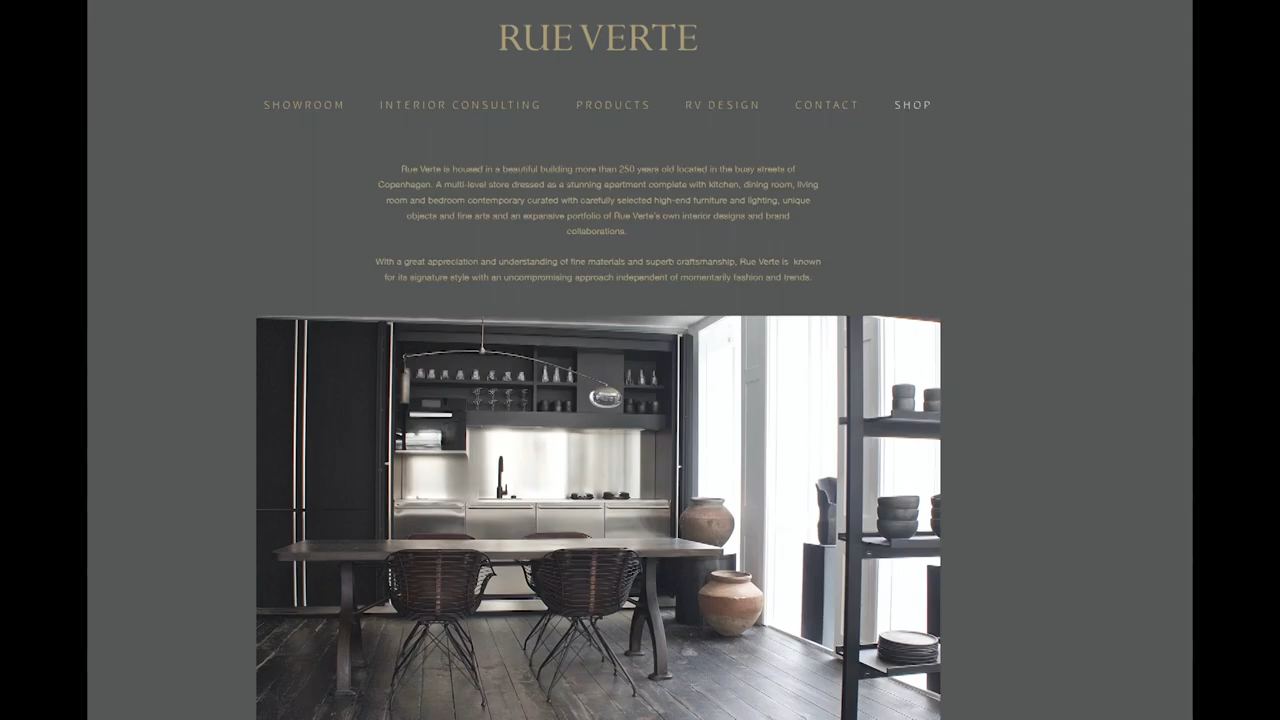 RUE VERTE
SHOWROOM INTERIOR CONSULTING PRODUCTS RV DESIGN CONTACT SHOP
Rue Verte is housed in a beautiful building more than 250 years old located in the busy streets of
Copenhagen. A multi-level store dressed as a stunning apartment complete with kitchen, dining room, living
room and bedroom contemporary curated with carefully selected high-end furniture and lighting, unique
objects and fine arts and an expansive portfolio of Rue Verte's own interior designs and brand
collaborations.
With a great appreciation and understanding of fine materials and superb craftsmanship, Rue Verte is known
for its signature style with an uncompromising approach independent of momentarily fashion and trends.